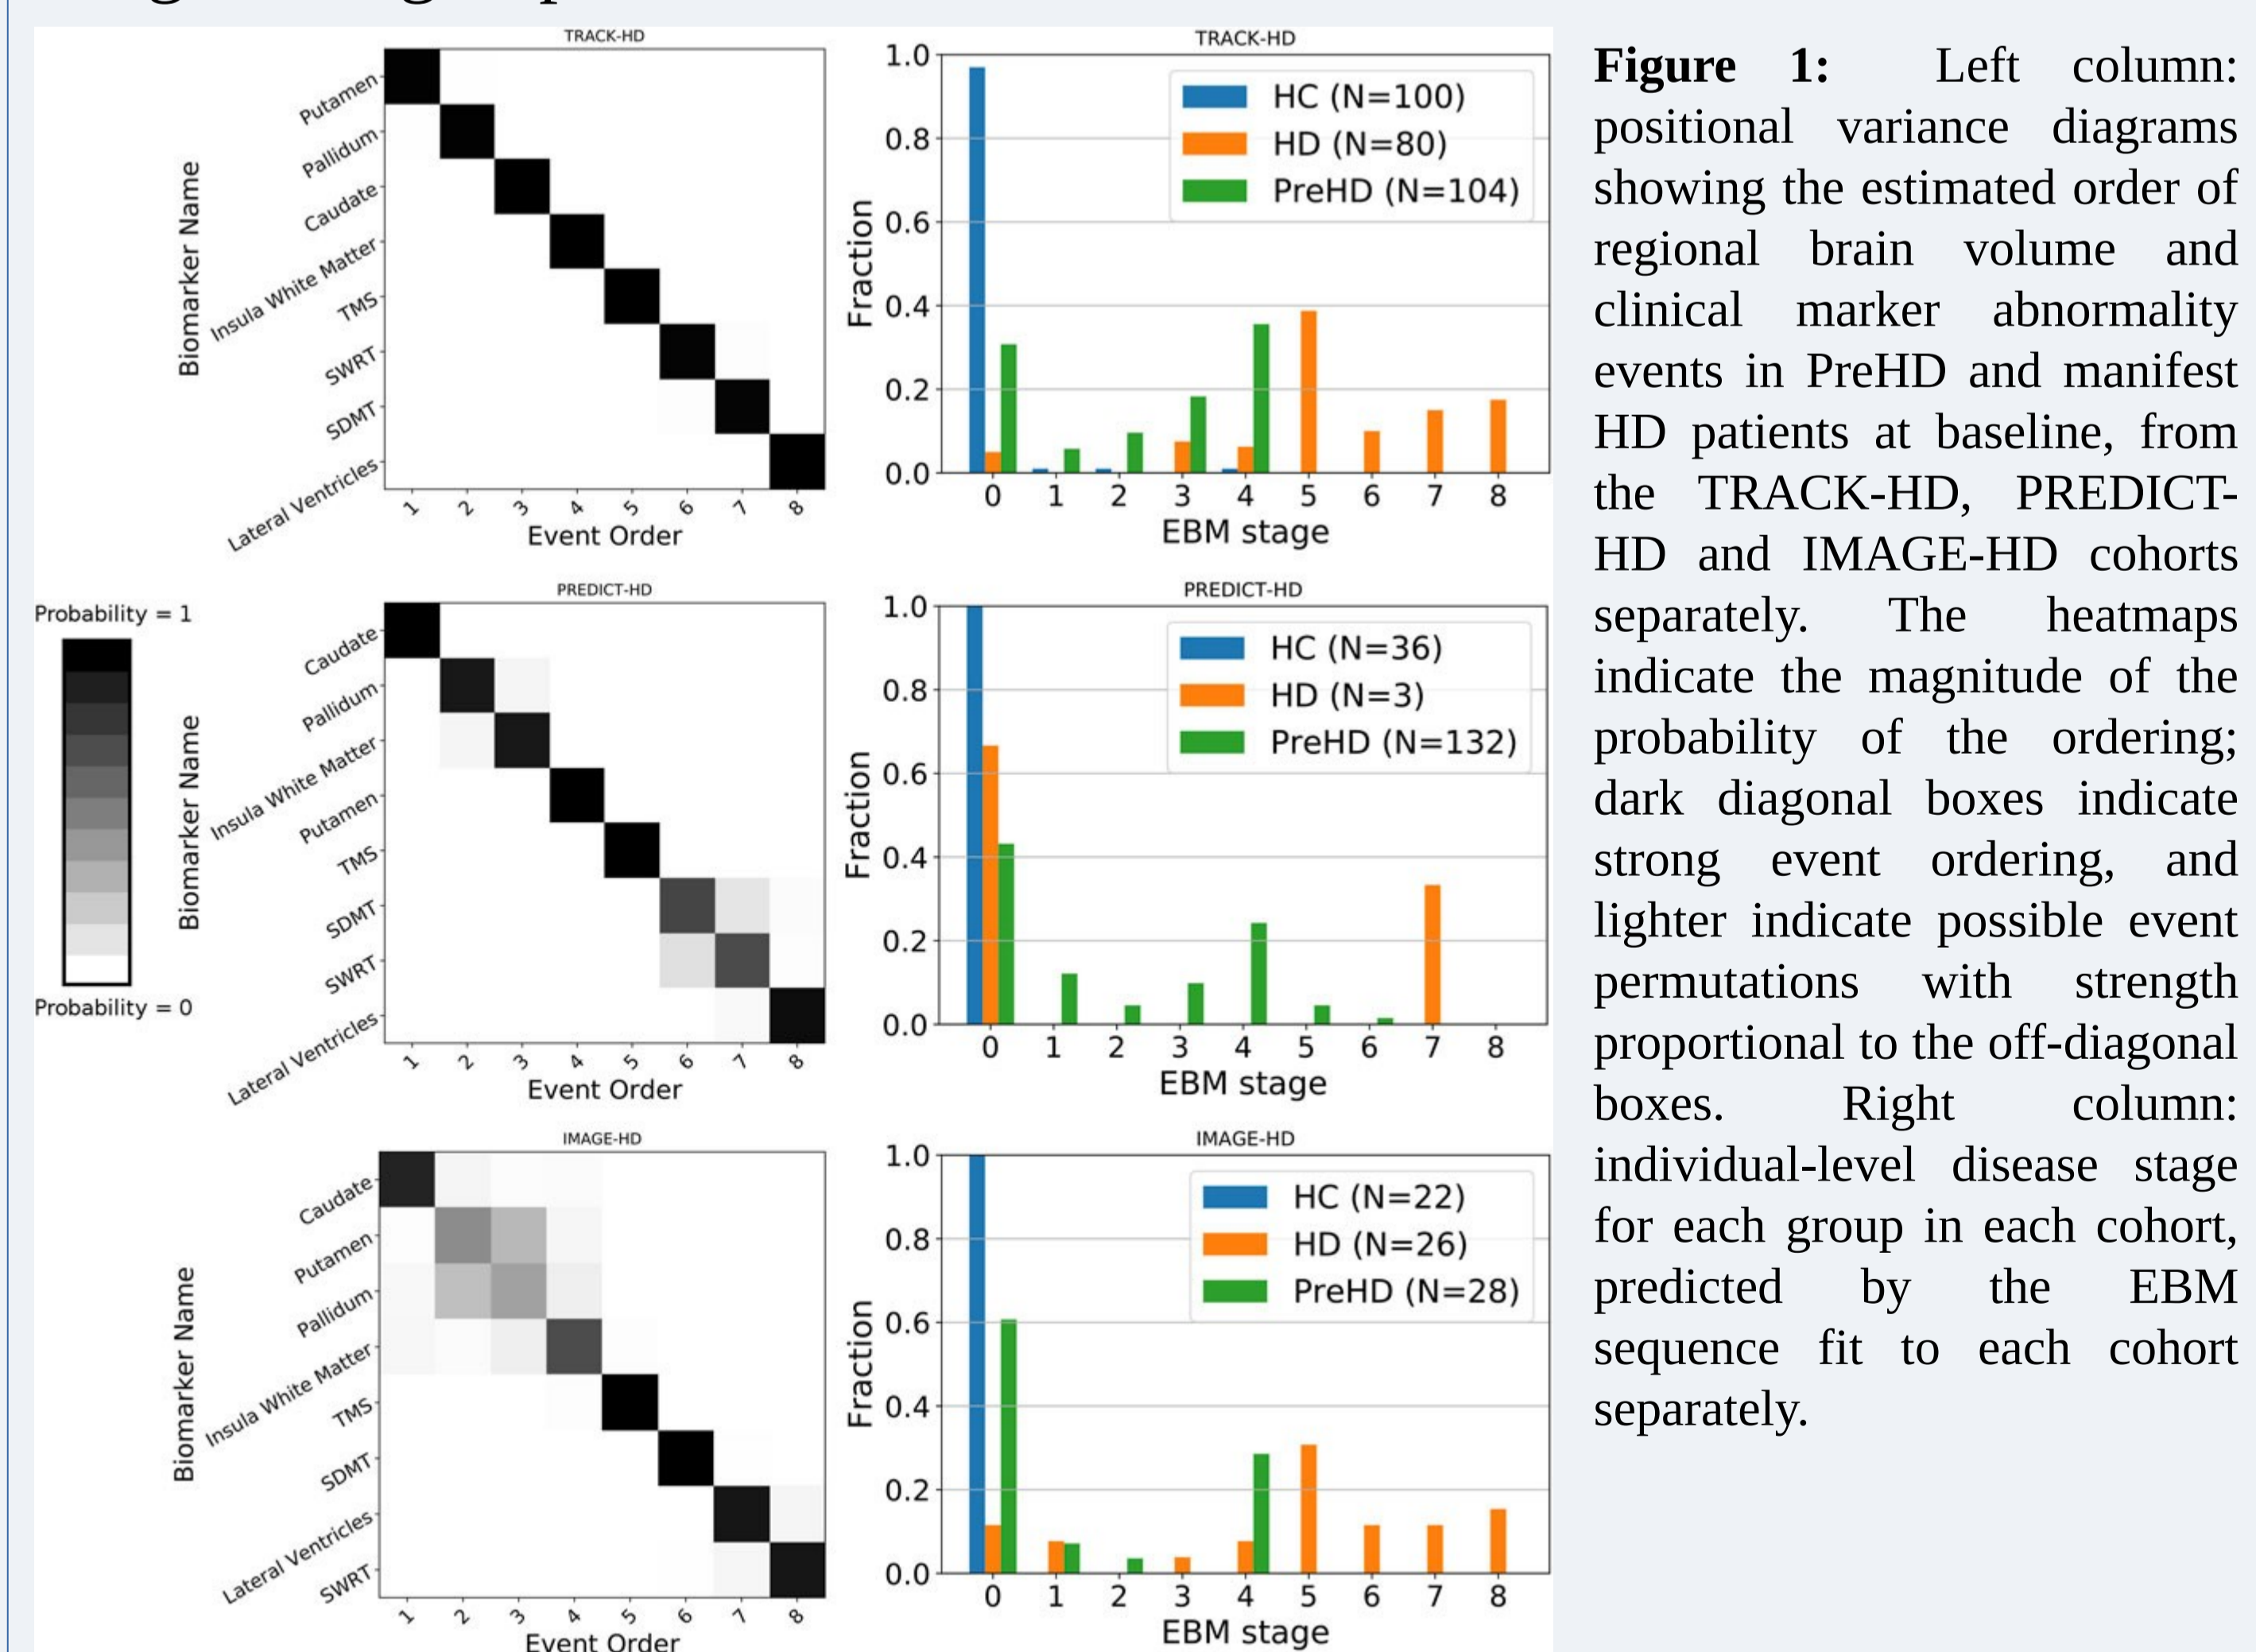 TRACK-HD
Biomarker Name
Putamen
Pallidum
Caudate
Insula White Matter
TMS
SWRT
SDMT
Lateral Ventricles
1 2 3 4 5 6 7 8
Event Order
TRACK-HD
Fraction
1.0
0.8
0.6
0.4
0.2
0.0
HC (N=100)
HD (N=80)
PreHD (N=104)
0 1 2 3 4 5 6 7 8
EBM stage
Probability = 1
Probability = 0
PREDICT-HD
Biomarker Name
Caudate
Pallidum
Insula White Matter
Putamen
TMS
SDMT
SWRT
Lateral Ventricles
1 2 3 4 5 6 7 8
Event Order
PREDICT-HD
Fraction
1.0
0.8
0.6
0.4
0.2
0.0
HC (N=36)
HD (N=3)
PreHD (N=132)
0 1 2 3 4 5 6 7 8
EBM stage
IMAGE-HD
Biomarker Name
Caudate
Putamen
Pallidum
Insula White Matter
TMS
SDMT
Lateral Ventricles
SWRT
1 2 3 4 5 6 7 8
Event Order
IMAGE-HD
Fraction
1.0
0.8
0.6
0.4
0.2
0.0
HC (N=22)
HD (N=26)
PreHD (N=28)
0 1 2 3 4 5 6 7 8
EBM stage
Figure 1: Left column:
positional variance diagrams
showing the estimated order of
regional brain volume and
clinical marker abnormality
events in PreHD and manifest
HD patients at baseline, from
the TRACK-HD, PREDICT-
HD and IMAGE-HD cohorts
separately. The heatmaps
indicate the magnitude of the
probability of the ordering;
dark diagonal boxes indicate
strong event ordering, and
lighter indicate possible event
permutations with strength
proportional to the off-diagonal
boxes. Right column:
individual-level disease stage
for each group in each cohort,
predicted by the EBM
sequence fit to each cohort
separately.